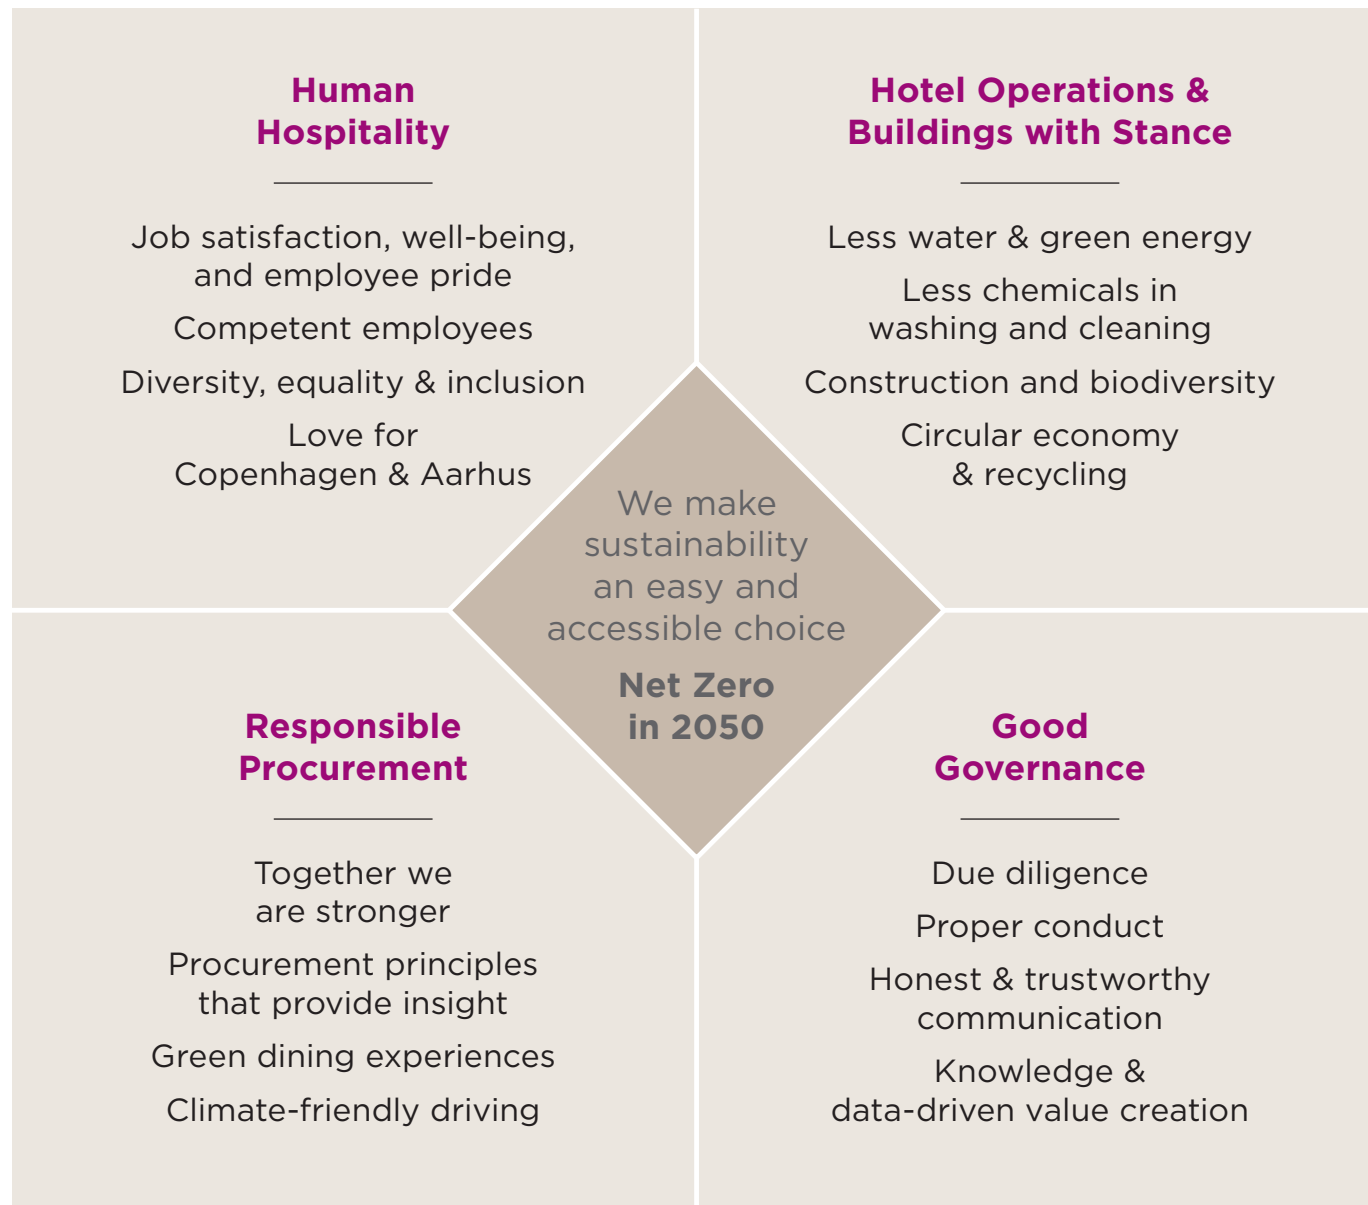 Human
Hospitality
Job satisfaction, well-being,
and employee pride
Competent employees
Diversity, equality & inclusion
Love for
Copenhagen & Aarhus
Hotel Operations &
Buildings with Stance
Less water & green energy
Less chemicals in
washing and cleaning
Construction and biodiversity
Circular economy
& recycling
We make
sustainability
an easy and
accessible choice
Net Zero
in 2050
Responsible
Procurement
Together we
are stronger
Procurement principles
that provide insight
Green dining experiences
Climate-friendly driving
Good
Governance
Due diligence
Proper conduct
Honest & trustworthy
communication
Knowledge &
data-driven value creation